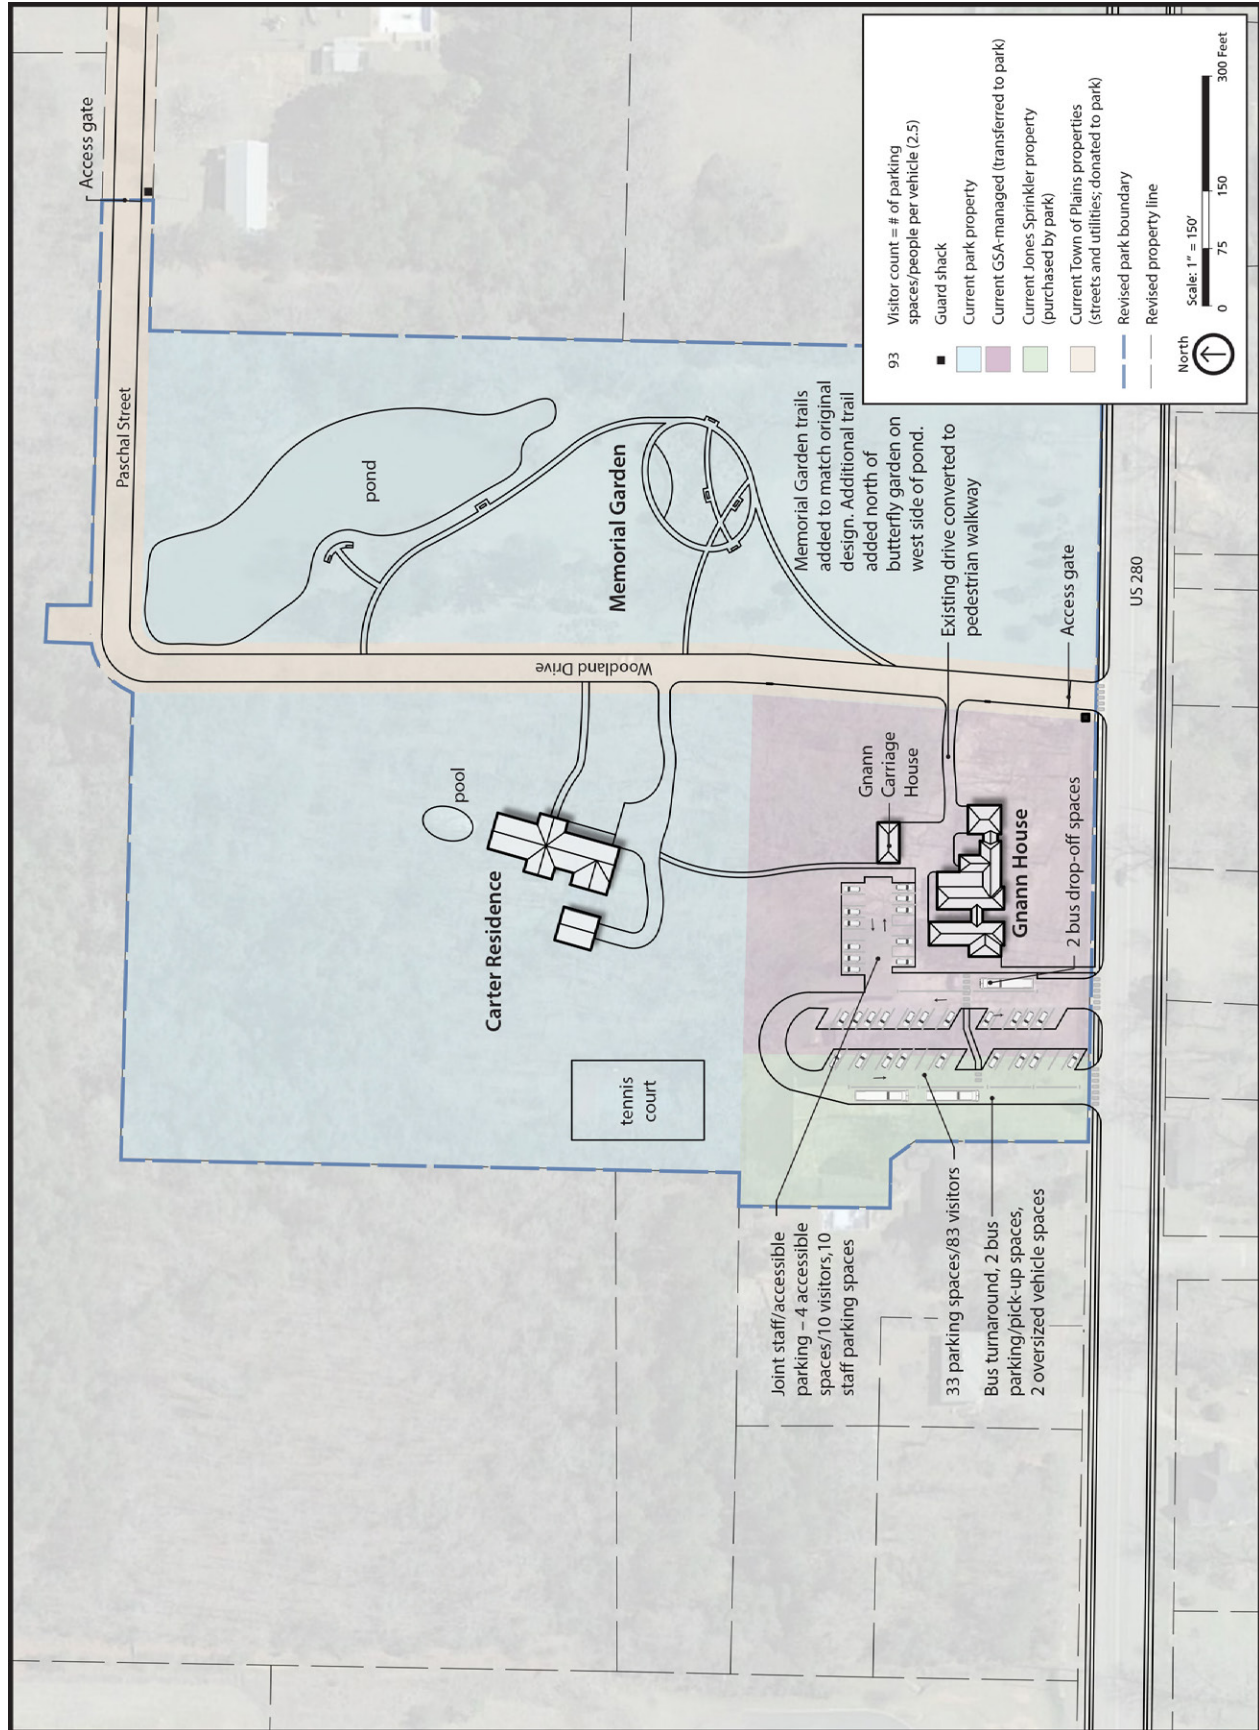 Access gate
Paschal Street
pond
Memorial Garden
Memorial Garden trails
added to match original
design. Additional trail
added north of
butterfly garden on
west side of pond.
Existing drive converted to
pedestrian walkway
Access gate
US 280
Woodland Drive
pool
Carter Residence
Gnann
Carriage
House
Gnann House
2 bus drop-off spaces
tennis
court
Joint staff/accessible
parking – 4 accessible
spaces/10 visitors,10
staff parking spaces
33 parking spaces/83 visitors
Bus turnaround, 2 bus
parking/pick-up spaces,
2 oversized vehicle spaces
93 Visitor count = # of parking
spaces/people per vehicle (2.5)
Guard shack
Current park property
Current GSA-managed (transferred to park)
Current Jones Sprinkler property
(purchased by park)
Current Town of Plains properties
(streets and utilities; donated to park)
Revised park boundary
Revised property line
North
Scale: 1" = 150'
0 75 150 300 Feet